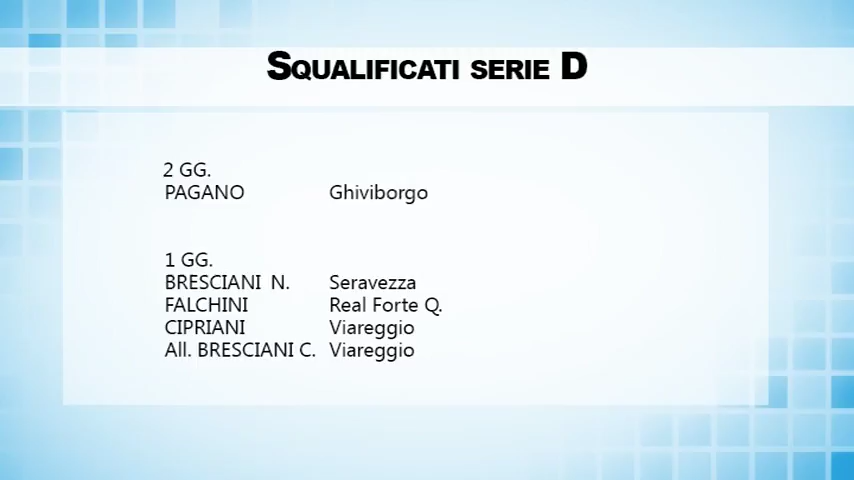 SQUALIFICATI SERIE D
2 GG.
PAGANO Ghiviborgo
1 GG.
BRESCIANI N. Seravezza
FALCHINI Real Forte Q.
CIPRIANI Viareggio
All. BRESCIANI C. Viareggio